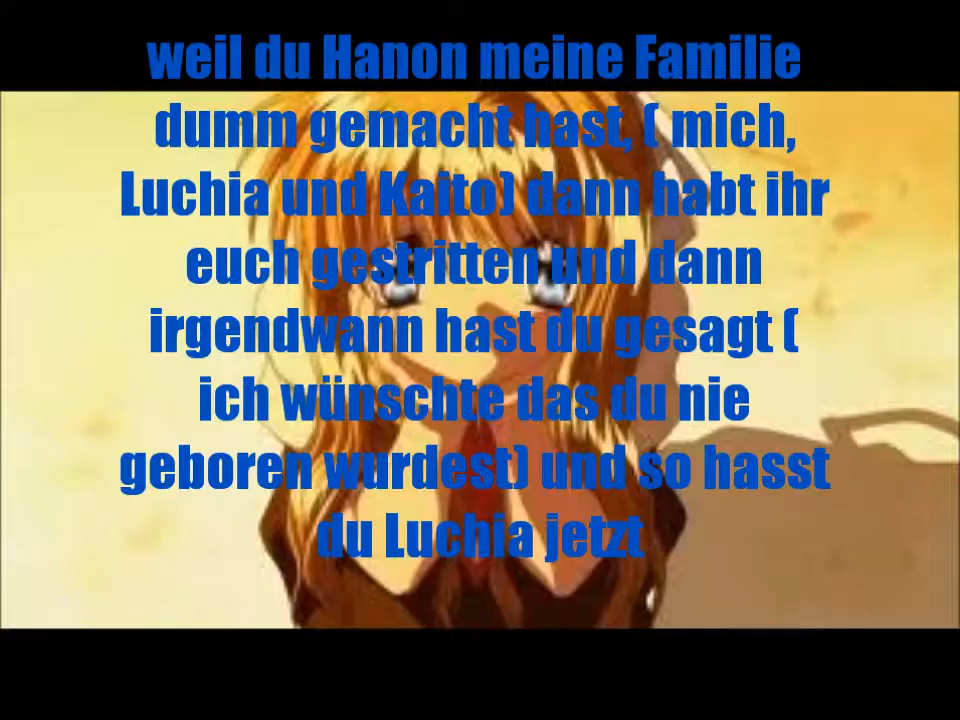 weil du Hanon meine Familie
dumm gemacht hast, ( mich,
Luchia und Kaito) dann habt ihr
euch gestritten und dann
irgendwann hast du gesagt (
ich wünschte das du nie
geboren wurdest) und so hasst
du Luchia jetzt